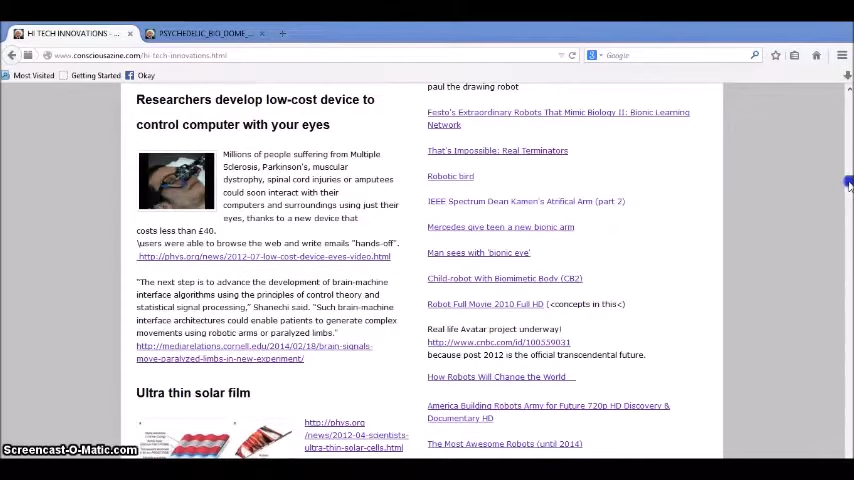 HI TECH INNOVATIONS - ...
PSYCHEDELIC_BIO_DOME_...
www.consciousazine.com/hi-tech-innovations.html
Google
Most Visited
Getting Started
Okay
Researchers develop low-cost device to
control computer with your eyes
Millions of people suffering from Multiple
Sclerosis, Parkinson's, muscular
dystrophy, spinal cord injuries or amputees
could soon interact with their
computers and surroundings using just their
eyes, thanks to a new device that
costs less than £40.
\users were able to browse the web and write emails "hands-off".
http://phys.org/news/2012-07-low-cost-device-eyes-video.html
"The next step is to advance the development of brain-machine
interface algorithms using the principles of control theory and
statistical signal processing," Shanechi said. "Such brain-machine
interface architectures could enable patients to generate complex
movements using robotic arms or paralyzed limbs."
http://mediarelations.cornell.edu/2014/02/18/brain-signals-
move-paralyzed-limbs-in-new-experiment/
Ultra thin solar film
http://phys.org
/news/2012-04-scientists-
ultra-thin-solar-cells.html
paul the drawing robot
Festo's Extraordinary Robots That Mimic Biology II: Bionic Learning
Network
That's Impossible: Real Terminators
Robotic bird
IEEE Spectrum Dean Kamen's Atrifical Arm (part 2)
Mercedes give teen a new bionic arm
Man sees with 'bionic eye'
Child-robot With Biomimetic Body (CB2)
Robot Full Movie 2010 Full HD (<concepts in this<)
Real life Avatar project underway!
http://www.cnbc.com/id/100559031
because post 2012 is the official transcendental future.
How Robots Will Change the World
America Building Robots Army for Future 720p HD Discovery &
Documentary HD
The Most Awesome Robots (until 2014)
Screencast-O-Matic.com